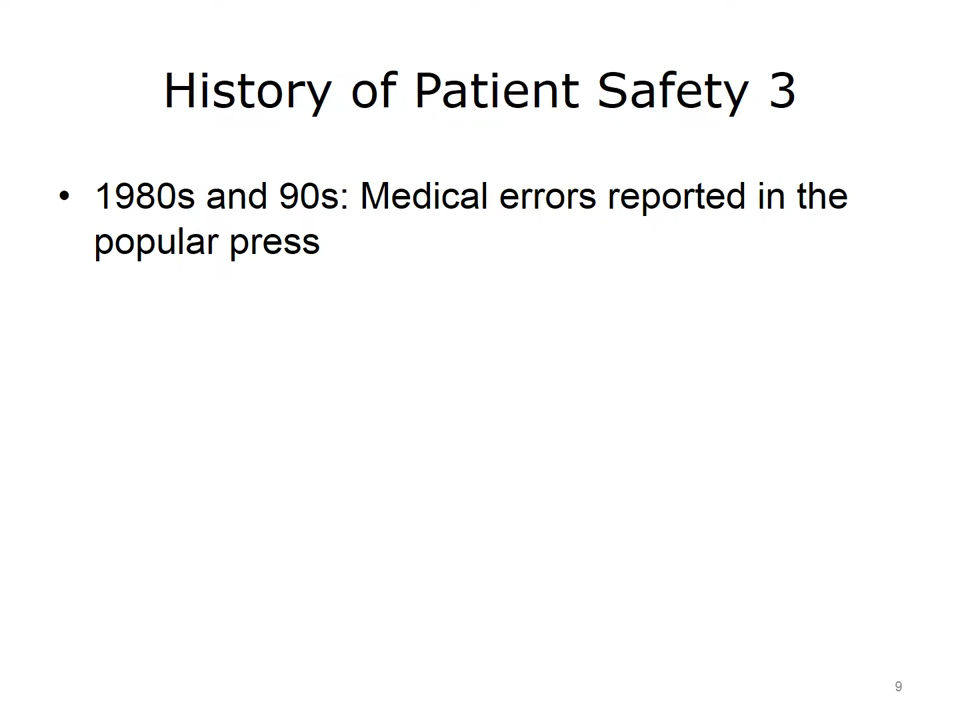 History of Patient Safety 3
• 1980s and 90s: Medical errors reported in the
popular press
9